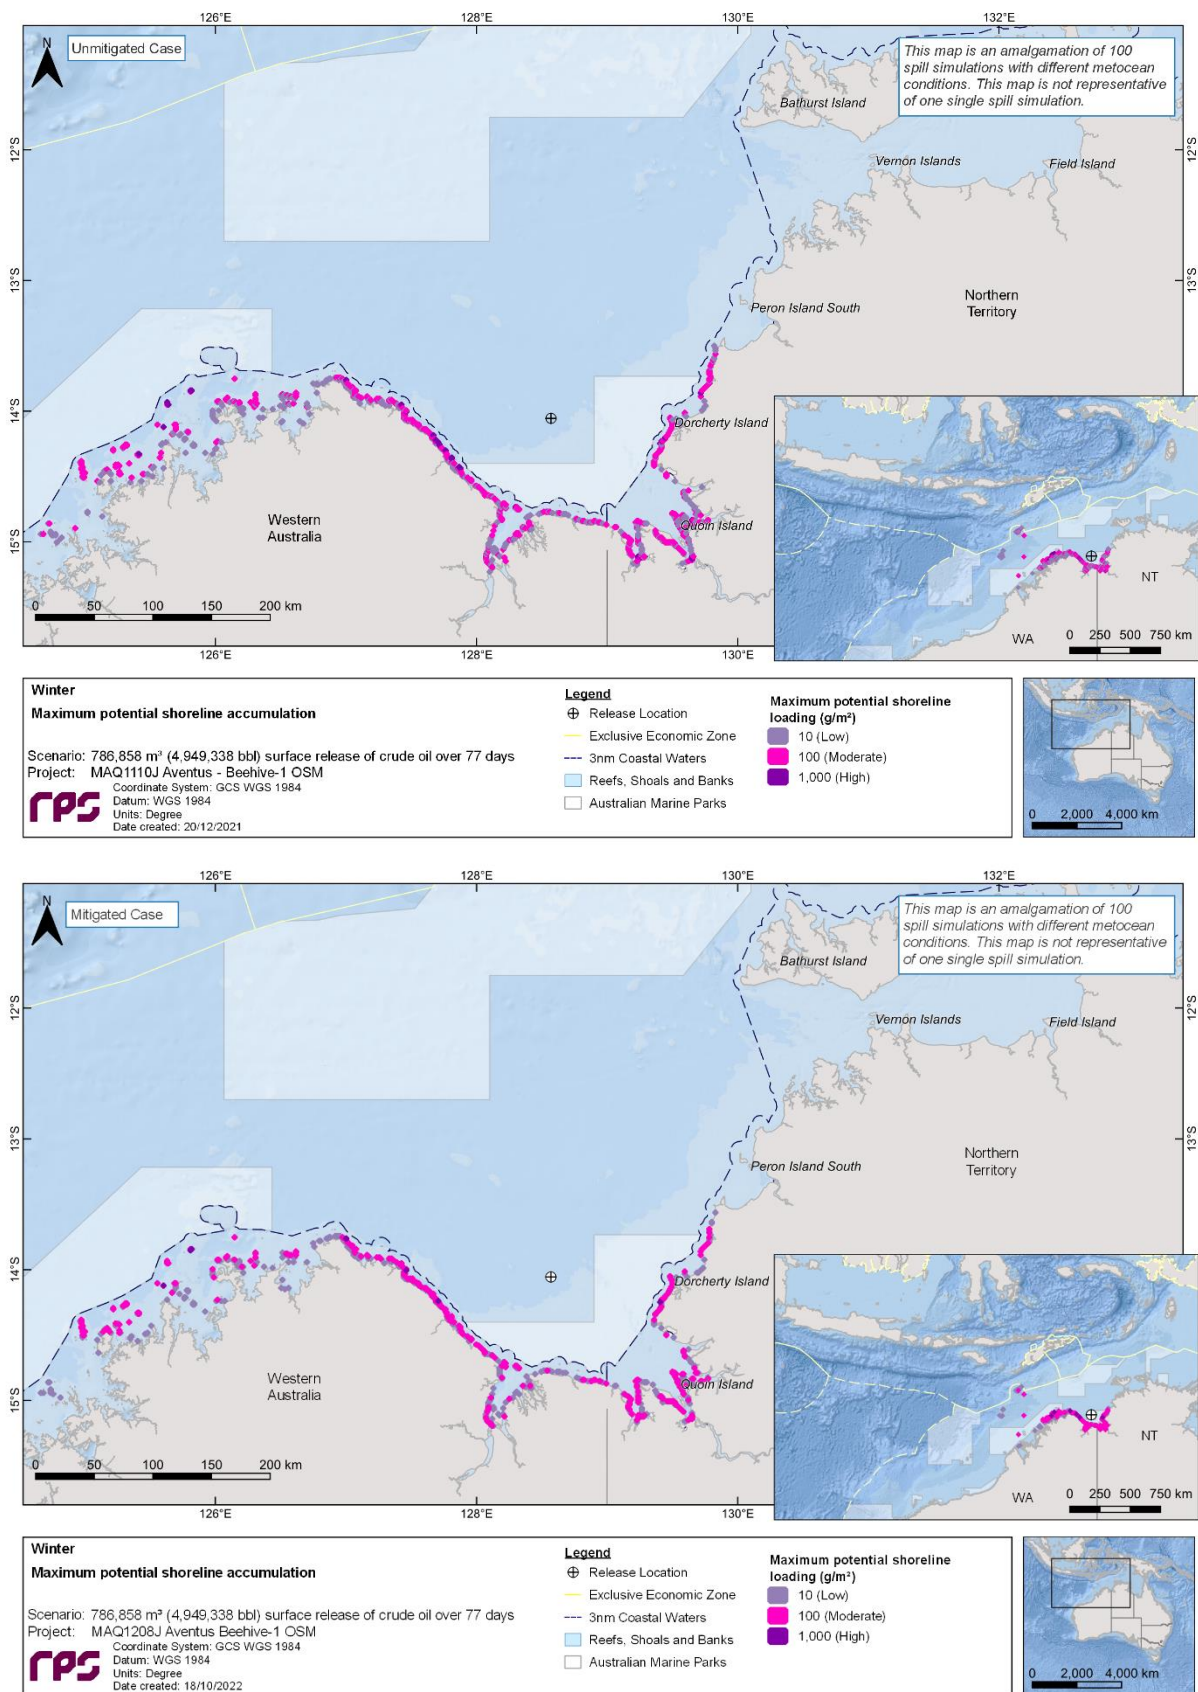 126°E
128°E
130°E
132°E
N
Unmitigated Case
This map is an amalgamation of 100
spill simulations with different metocean
conditions. This map is not representative
of one single spill simulation.
Bathurst Island
12°S
12°S
Vernon Islands
Field Island
13°S
13°S
Peron Island South
Northern
Territory
14°S
Dorcherty Island
Western
Australia
Quoin Island
15°S
0 50 100 150 200 km
NT
WA
0 250 500 750 km
126°E
128°E
130°E
Winter
Maximum potential shoreline accumulation
Scenario: 786,858 m³ (4,949,338 bbl) surface release of crude oil over 77 days
Project: MAQ1110J Aventus - Beehive-1 OSM
rps
Coordinate System: GCS WGS 1984
Datum: WGS 1984
Units: Degree
Date created: 20/12/2021
Legend
Release Location
Exclusive Economic Zone
3nm Coastal Waters
Reefs, Shoals and Banks
Australian Marine Parks
Maximum potential shoreline
loading (g/m²)
10 (Low)
100 (Moderate)
1,000 (High)
0 2,000 4,000 km
126°E
128°E
130°E
132°E
N
Mitigated Case
This map is an amalgamation of 100
spill simulations with different metocean
conditions. This map is not representative
of one single spill simulation.
Bathurst Island
12°S
12°S
Vernon Islands
Field Island
13°S
13°S
Peron Island South
Northern
Territory
14°S
Dorcherty Island
Western
Australia
Quoin Island
15°S
0 50 100 150 200 km
NT
WA
0 250 500 750 km
126°E
128°E
130°E
Winter
Maximum potential shoreline accumulation
Scenario: 786,858 m³ (4,949,338 bbl) surface release of crude oil over 77 days
Project: MAQ1208J Aventus Beehive-1 OSM
rps
Coordinate System: GCS WGS 1984
Datum: WGS 1984
Units: Degree
Date created: 18/10/2022
Legend
Release Location
Exclusive Economic Zone
3nm Coastal Waters
Reefs, Shoals and Banks
Australian Marine Parks
Maximum potential shoreline
loading (g/m²)
10 (Low)
100 (Moderate)
1,000 (High)
0 2,000 4,000 km